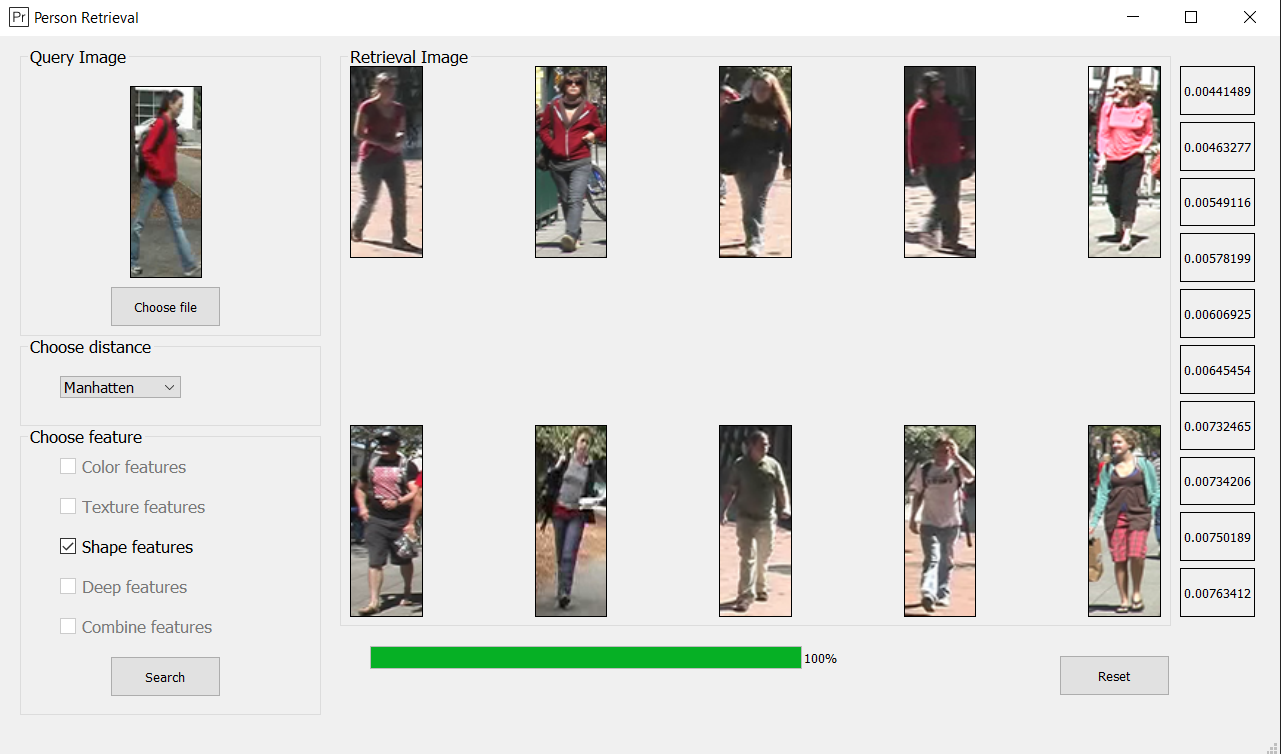 Pr Person Retrieval
Query Image
Choose file
Choose distance
Manhatten
Choose feature
Color features
Texture features
Shape features
Deep features
Combine features
Search
Retrieval Image
100%
Reset
0.00441489
0.00463277
0.00549116
0.00578199
0.00606925
0.00645454
0.00732465
0.00734206
0.00750189
0.00763412